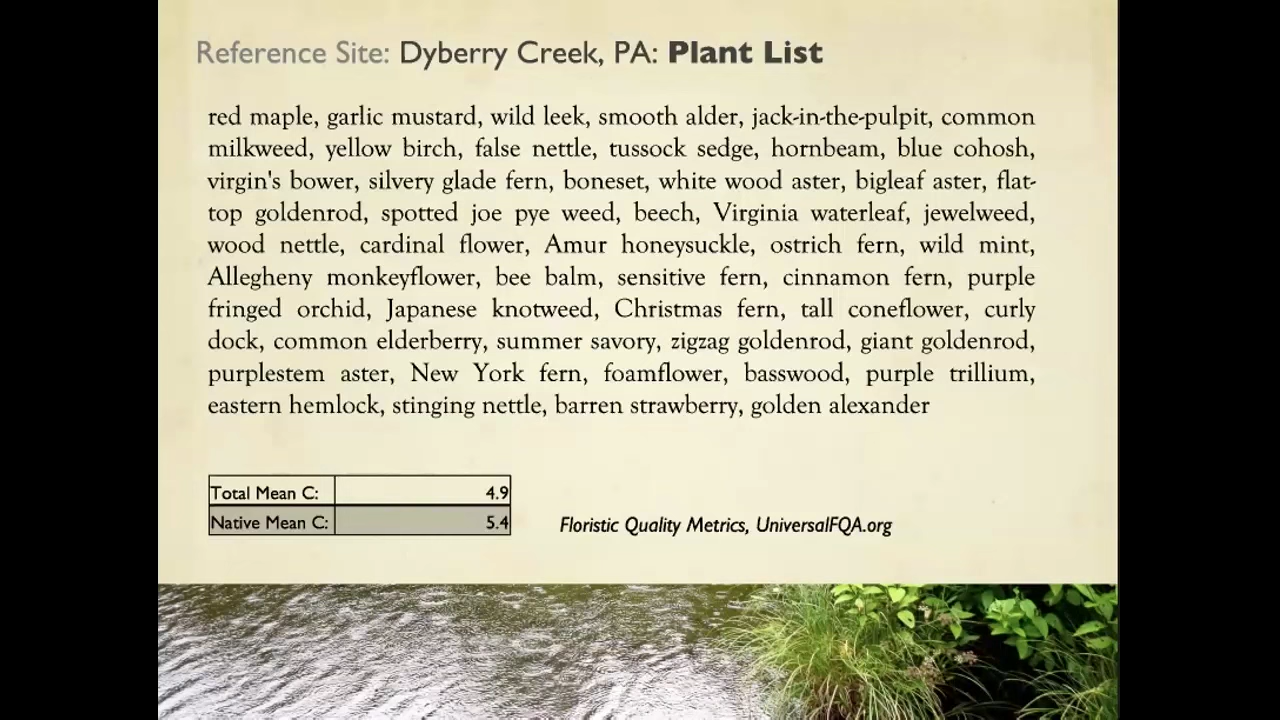 Reference Site: Dyberry Creek, PA: Plant List
red maple, garlic mustard, wild leek, smooth alder, jack-in-the-pulpit, common
milkweed, yellow birch, false nettle, tussock sedge, hornbeam, blue cohosh,
virgin's bower, silvery glade fern, boneset, white wood aster, bigleaf aster, flat-
top goldenrod, spotted joe pye weed, beech, Virginia waterleaf, jewelweed,
wood nettle, cardinal flower, Amur honeysuckle, ostrich fern, wild mint,
Allegheny monkeyflower, bee balm, sensitive fern, cinnamon fern, purple
fringed orchid, Japanese knotweed, Christmas fern, tall coneflower, curly
dock, common elderberry, summer savory, zigzag goldenrod, giant goldenrod,
purplestem aster, New York fern, foamflower, basswood, purple trillium,
eastern hemlock, stinging nettle, barren strawberry, golden alexander
Total Mean C: 4.9
Native Mean C: 5.4
Floristic Quality Metrics, UniversalFQA.org